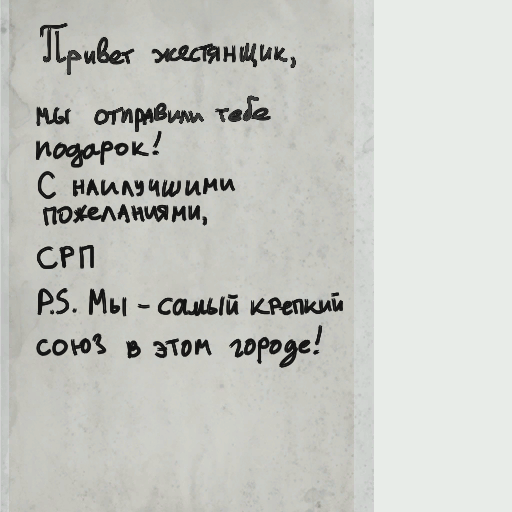 Привет жестянщик,
мы отправили тебе
подарок!
С наилучшими
пожеланиями,
СРП
P.S. Мы - самый крепкий
союз в этом городе!